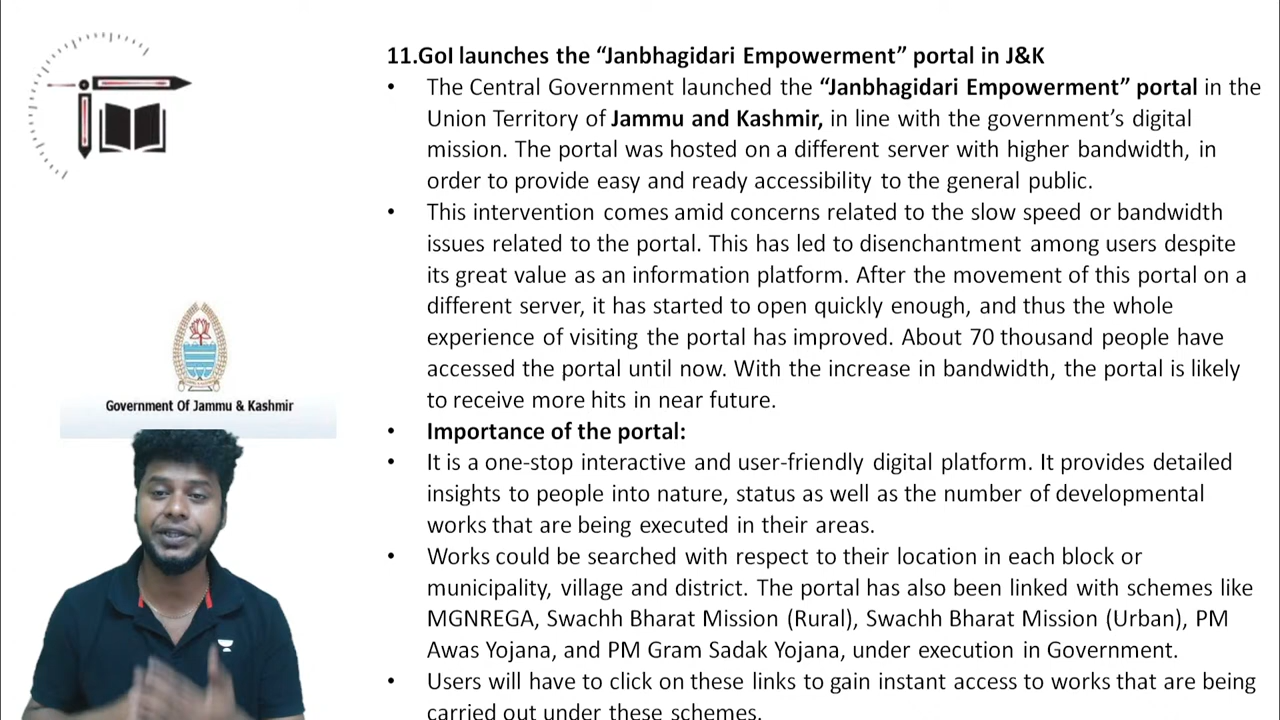 11.GoI launches the “Janbhagidari Empowerment” portal in J&K
• The Central Government launched the “Janbhagidari Empowerment” portal in the
Union Territory of Jammu and Kashmir, in line with the government’s digital
mission. The portal was hosted on a different server with higher bandwidth, in
order to provide easy and ready accessibility to the general public.
• This intervention comes amid concerns related to the slow speed or bandwidth
issues related to the portal. This has led to disenchantment among users despite
its great value as an information platform. After the movement of this portal on a
different server, it has started to open quickly enough, and thus the whole
experience of visiting the portal has improved. About 70 thousand people have
accessed the portal until now. With the increase in bandwidth, the portal is likely
to receive more hits in near future.
• Importance of the portal:
• It is a one-stop interactive and user-friendly digital platform. It provides detailed
insights to people into nature, status as well as the number of developmental
works that are being executed in their areas.
• Works could be searched with respect to their location in each block or
municipality, village and district. The portal has also been linked with schemes like
MGNREGA, Swachh Bharat Mission (Rural), Swachh Bharat Mission (Urban), PM
Awas Yojana, and PM Gram Sadak Yojana, under execution in Government.
• Users will have to click on these links to gain instant access to works that are being
carried out under these schemes.
Government Of Jammu & Kashmir